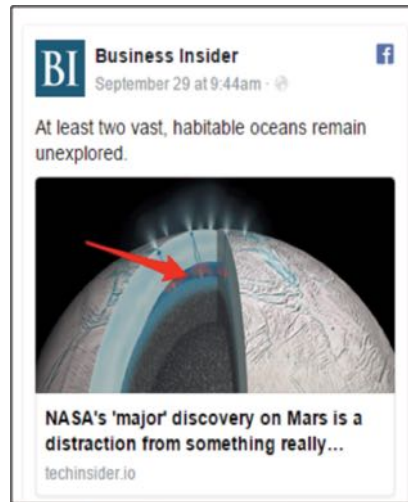 BI
Business Insider
September 29 at 9:44am ·
At least two vast, habitable oceans remain
unexplored.
NASA's 'major' discovery on Mars is a
distraction from something really...
techinsider.io